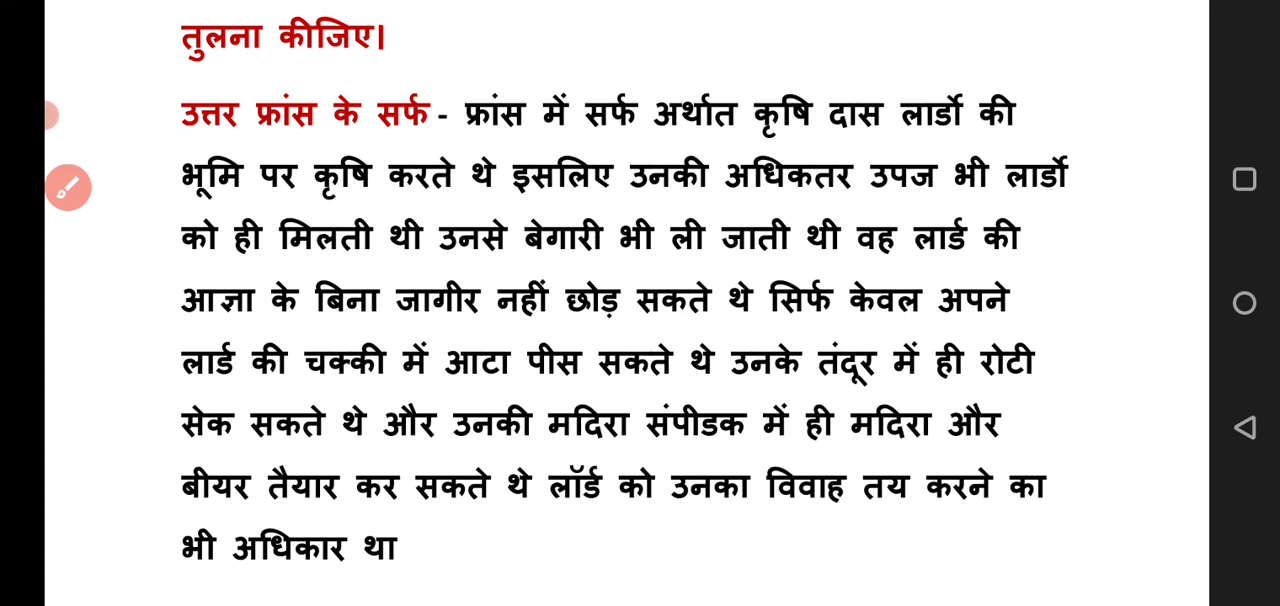 तुलना कीजिए।
उत्तर फ्रांस के सर्फ - फ्रांस में सर्फ अर्थात कृषि दास लार्डो की
भूमि पर कृषि करते थे इसलिए उनकी अधिकतर उपज भी लार्डो
को ही मिलती थी उनसे बेगारी भी ली जाती थी वह लार्ड की
आज्ञा के बिना जागीर नहीं छोड़ सकते थे सिर्फ केवल अपने
लार्ड की चक्की में आटा पीस सकते थे उनके तंदूर में ही रोटी
सेक सकते थे और उनकी मदिरा संपीडक में ही मदिरा और
बीयर तैयार कर सकते थे लॉर्ड को उनका विवाह तय करने का
भी अधिकार था